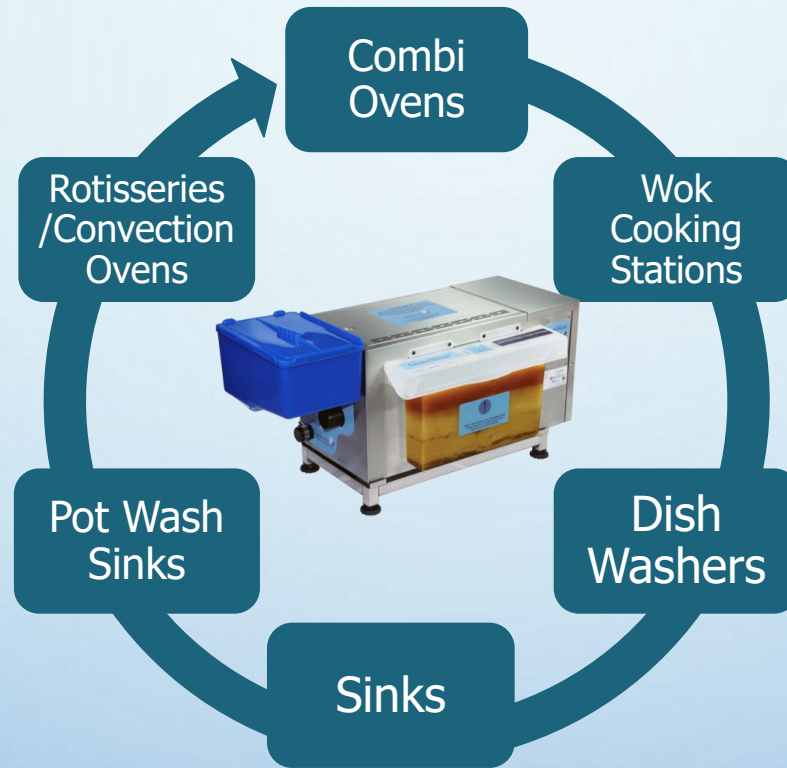 Combi
Ovens
Wok
Cooking
Stations
Dish
Washers
Sinks
Pot Wash
Sinks
Rotisseries
/Convection
Ovens